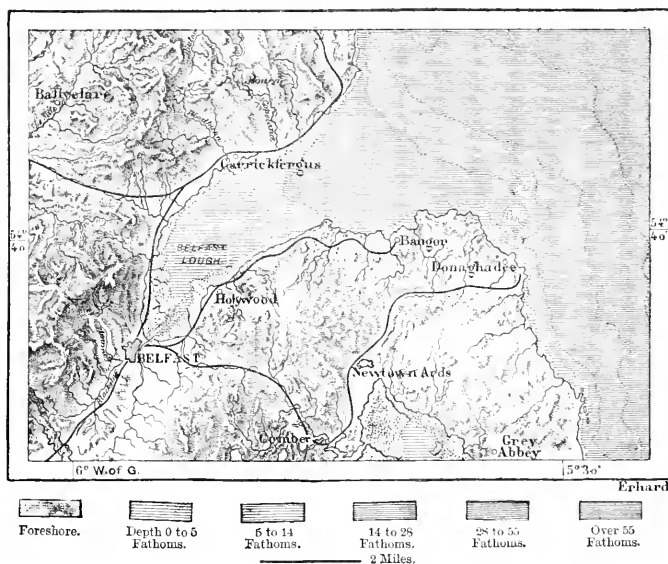 Ballyclare
Carrickfergus
54°
40
54°
40
BELFAST
LOUGH
Bangor
Donaghadee
Holywood
BELFAST
Newtown Ards
Comber
Grey
Abbey
6° W. of G.
5°30'
Erhard
Foreshore.
Depth 0 to 5
Fathoms.
6 to 14
Fathoms.
14 to 28
Fathoms.
28 to 55
Fathoms.
Over 55
Fathoms.
2 Miles.